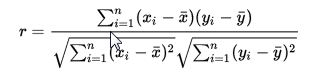 r = \frac{\sum_{i=1}^{n}(x_i - \bar{x})(y_i - \bar{y})}{\sqrt{\sum_{i=1}^{n}(x_i - \bar{x})^2}\sqrt{\sum_{i=1}^{n}(y_i - \bar{y})^2}}